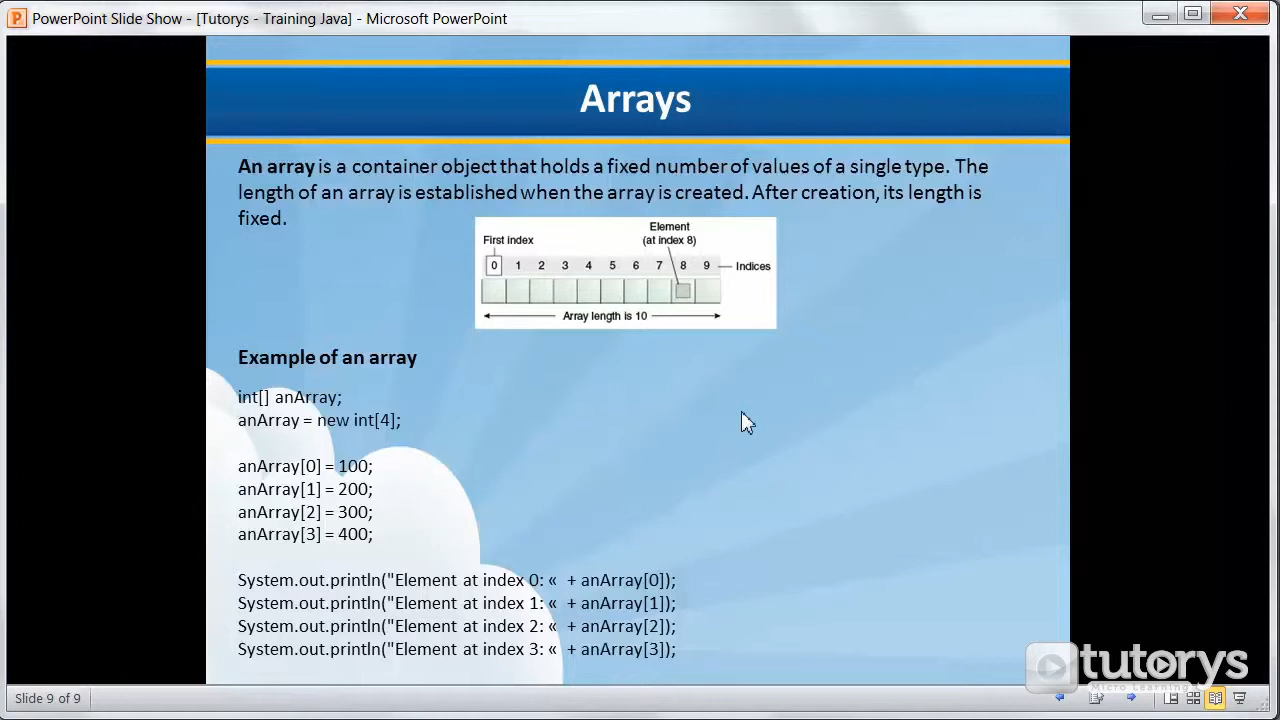 PowerPoint Slide Show - [Tutorys - Training Java] - Microsoft PowerPoint
Arrays
An array is a container object that holds a fixed number of values of a single type. The
length of an array is established when the array is created. After creation, its length is
fixed.
Element
(at index 8)
First index
0 1 2 3 4 5 6 7 8 9 Indices
Array length is 10
Example of an array
int[] anArray;
anArray = new int[4];
anArray[0] = 100;
anArray[1] = 200;
anArray[2] = 300;
anArray[3] = 400;
System.out.println("Element at index 0: «  + anArray[0]);
System.out.println("Element at index 1: «  + anArray[1]);
System.out.println("Element at index 2: «  + anArray[2]);
System.out.println("Element at index 3: «  + anArray[3]);
tutorys
Micro Learning
Slide 9 of 9